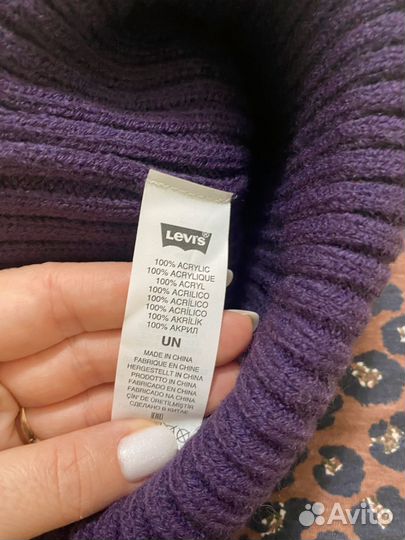 Levi's®
100% ACRYLIC
100% ACRYLIQUE
100% ACRYL
100% ACRILICO
100% ACRÍLICO
100% ACRÍLICO
100% AKRİLİK
100% АКРИЛ
UN
MADE IN CHINA
FABRIQUE EN CHINE
HERGESTELLT IN CHINA
PRODOTTO IN CHINA
FABRICADO EN CHINA
FABRICADO NA CHINA
ÇİN' DE ÜRETİLMİŞTİR
СДЕЛАНО В КИТАЕ
Avito